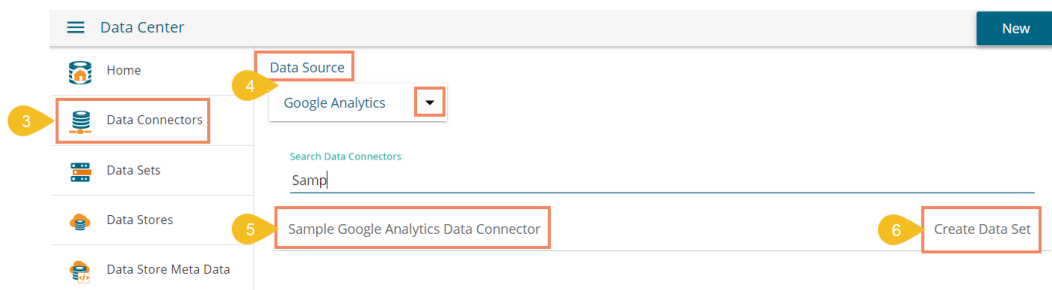 Data Center
New
Home
Data Source
4
Google Analytics
3
Data Connectors
Search Data Connectors
Samp
Data Sets
Data Stores
5
Sample Google Analytics Data Connector
6
Create Data Set
Data Store Meta Data